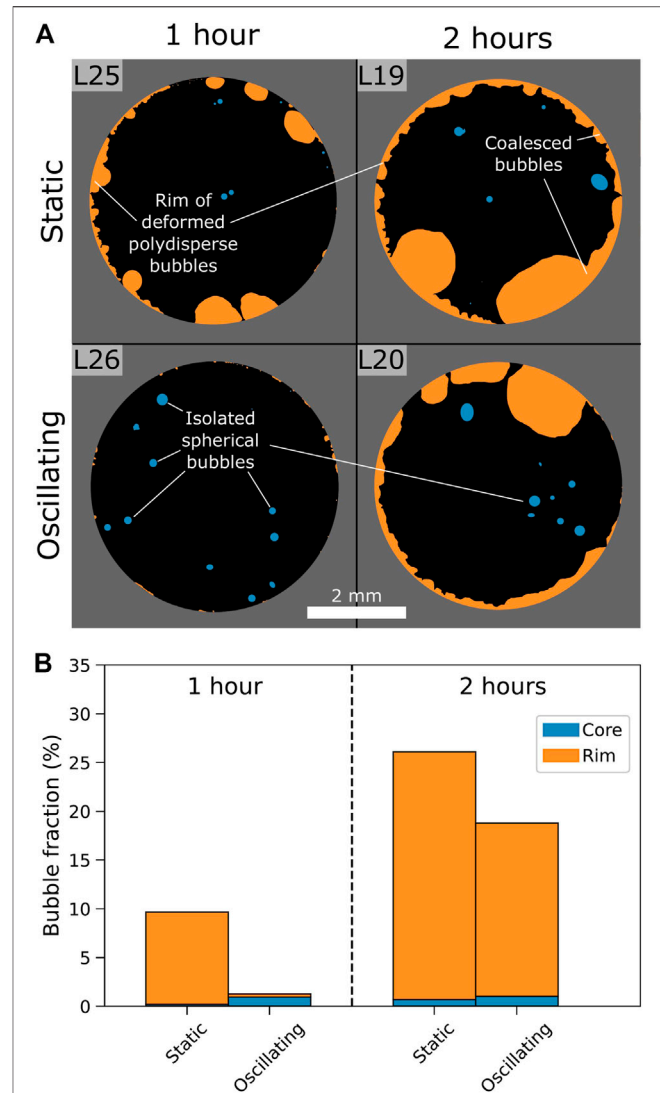 A
1 hour
2 hours
Static
L25
L19
Coalesced
bubbles
Rim of
deformed
polydisperse
bubbles
Oscillating
L26
L20
Isolated
spherical
bubbles
2 mm
B
1 hour
2 hours
Core
Rim
Bubble fraction (%)
35
30
25
20
15
10
5
0
Static
Oscillating
Static
Oscillating